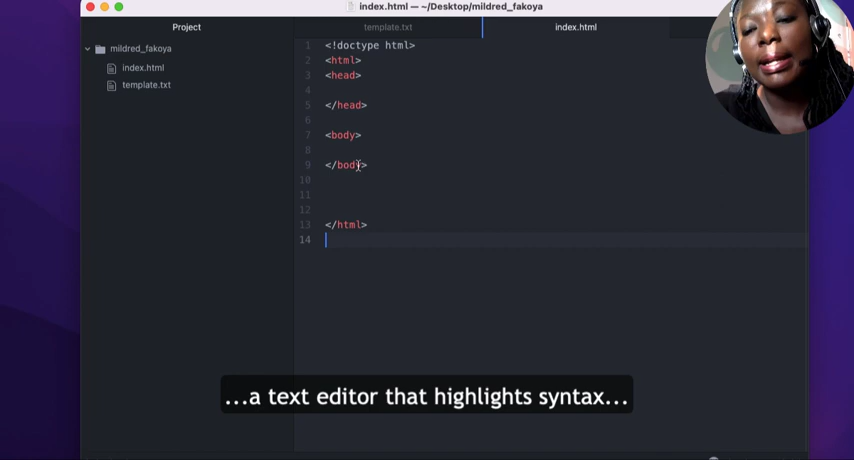 index.html — ~/Desktop/mildred_fakoya
Project
template.txt
index.html
mildred_fakoya
index.html
template.txt
1 <!doctype html>
2 <html>
3 <head>
4
5 </head>
6
7 <body>
8
9 </body>
10
11
12
13 </html>
14
...a text editor that highlights syntax...